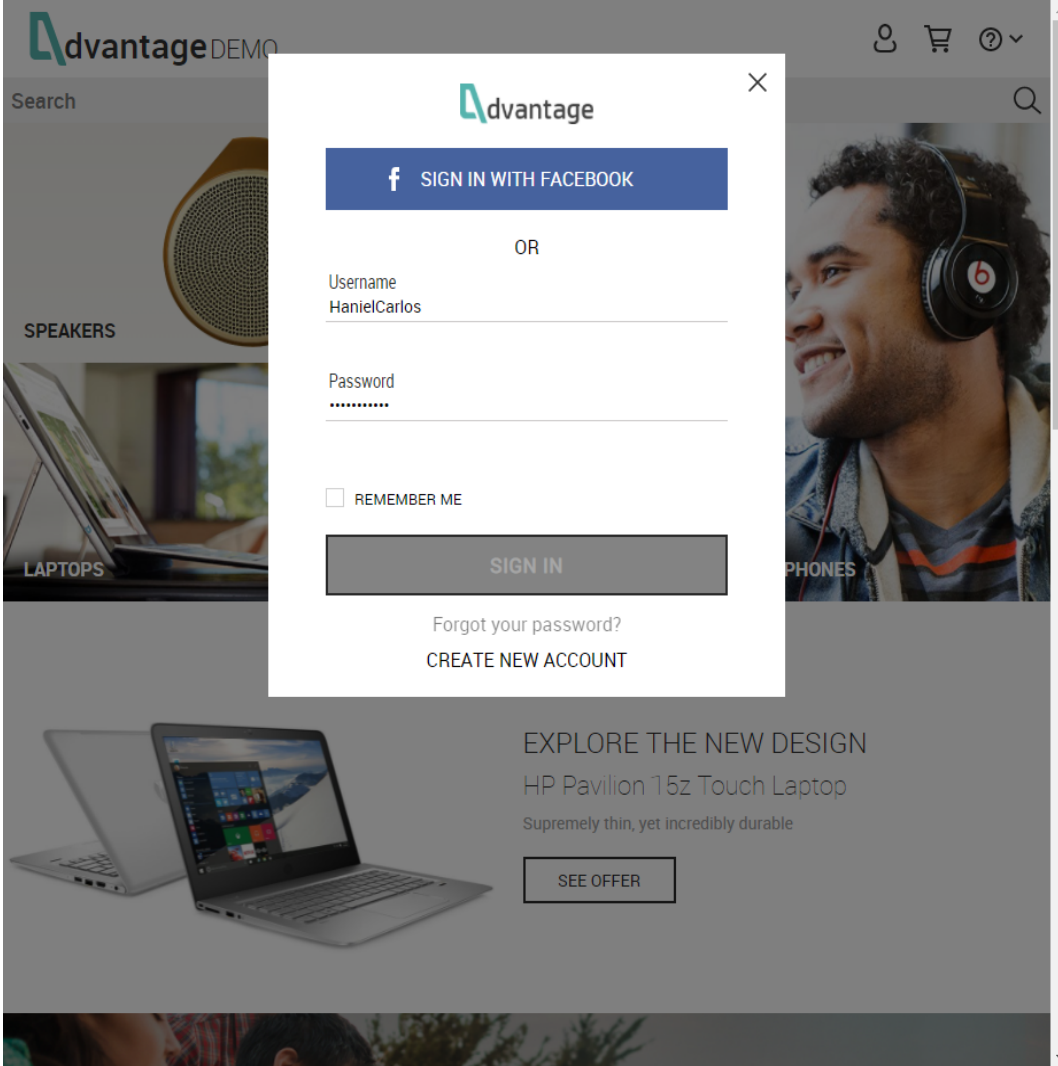 dvantage DEMO
Search
dvantage
SIGN IN WITH FACEBOOK
OR
Username
HanielCarlos
SPEAKERS
Password
•••••••••••
REMEMBER ME
SIGN IN
LAPTOPS
PHONES
Forgot your password?
CREATE NEW ACCOUNT
EXPLORE THE NEW DESIGN
HP Pavilion 15z Touch Laptop
Supremely thin, yet incredibly durable
SEE OFFER